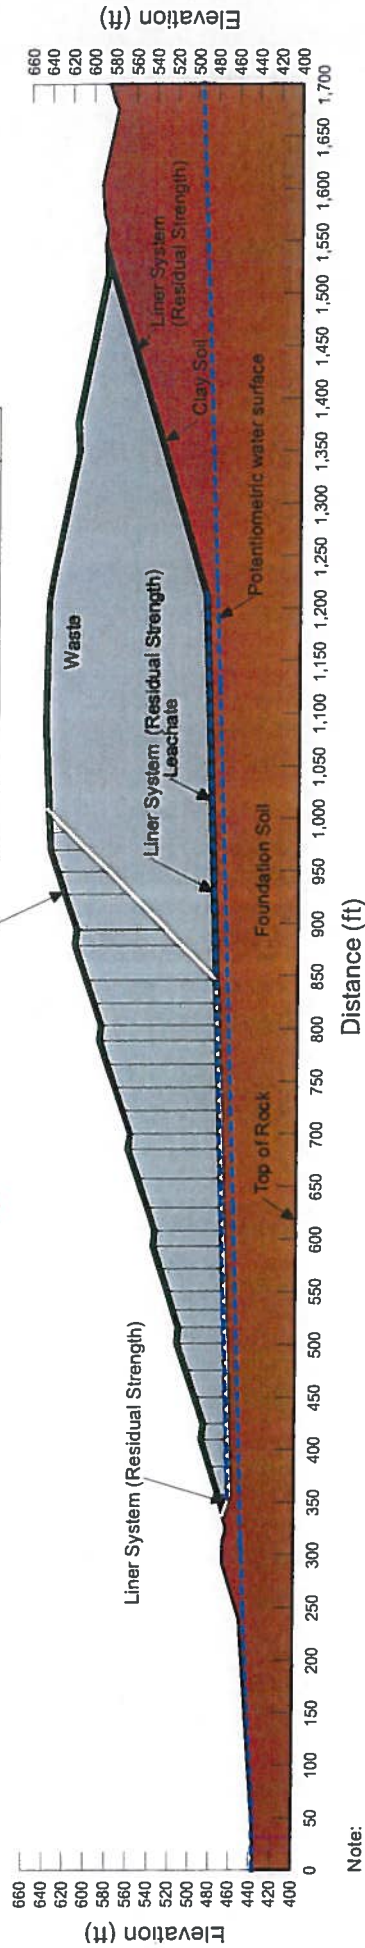 Elevation (ft)
660
640
620
600
580
560
540
520
500
480
460
440
420
400
Liner System (Residual Strength)
Waste
Liner System (Residual Strength)
Leachate
Liner System
(Residual Strength)
Clay Soil
Potentiometric water surface
Foundation Soil
Top of Rock
Elevation (ft)
660
640
620
600
580
560
540
520
500
480
460
440
420
400
0 50 100 150 200 250 300 350 400 450 500 550 600 650 700 750 800 850 900 950 1,000 1,050 1,100 1,150 1,200 1,250 1,300 1,350 1,400 1,450 1,500 1,550 1,600 1,650 1,700
Distance (ft)
Note: